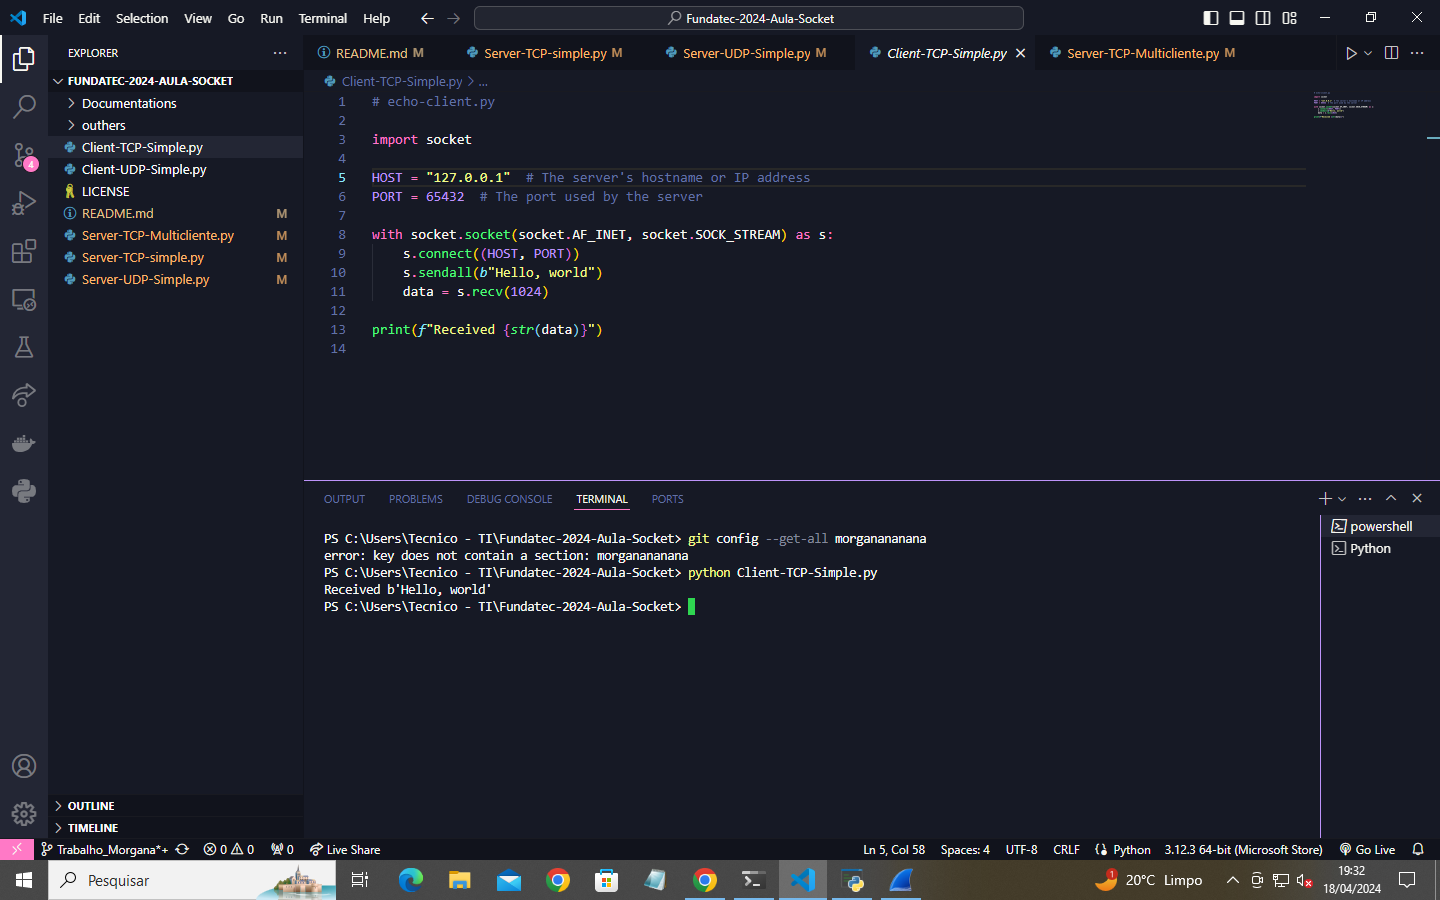 File Edit Selection View Go Run Terminal Help
Fundatec-2024-Aula-Socket
EXPLORER
FUNDATEC-2024-AULA-SOCKET
Documentations
outhers
Client-TCP-Simple.py
Client-UDP-Simple.py
LICENSE
README.md M
Server-TCP-Multicliente.py M
Server-TCP-simple.py M
Server-UDP-Simple.py M
4
OUTLINE
TIMELINE
README.md M Server-TCP-simple.py M Server-UDP-Simple.py M Client-TCP-Simple.py Server-TCP-Multicliente.py M
Client-TCP-Simple.py > ...
1 # echo-client.py
2
3 import socket
4
5 HOST = "127.0.0.1"  # The server's hostname or IP address
6 PORT = 65432  # The port used by the server
7
8 with socket.socket(socket.AF_INET, socket.SOCK_STREAM) as s:
9     s.connect((HOST, PORT))
10     s.sendall(b"Hello, world")
11     data = s.recv(1024)
12
13 print(f"Received {str(data)}")
14
OUTPUT PROBLEMS DEBUG CONSOLE TERMINAL PORTS
PS C:\Users\Tecnico - TI\Fundatec-2024-Aula-Socket> git config --get-all morganananana
error: key does not contain a section: morganananana
PS C:\Users\Tecnico - TI\Fundatec-2024-Aula-Socket> python Client-TCP-Simple.py
Received b'Hello, world'
PS C:\Users\Tecnico - TI\Fundatec-2024-Aula-Socket>
powershell
Python
Trabalho_Morgana*+ 0 0 0 Live Share Ln 5, Col 58 Spaces: 4 UTF-8 CRLF Python 3.12.3 64-bit (Microsoft Store) Go Live
Pesquisar
1 20°C Limpo
19:32
18/04/2024